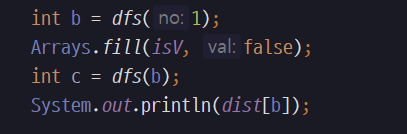 int b = dfs( no: 1);
Arrays.fill(isV, val: false);
int c = dfs(b);
System.out.println(dist[b]);